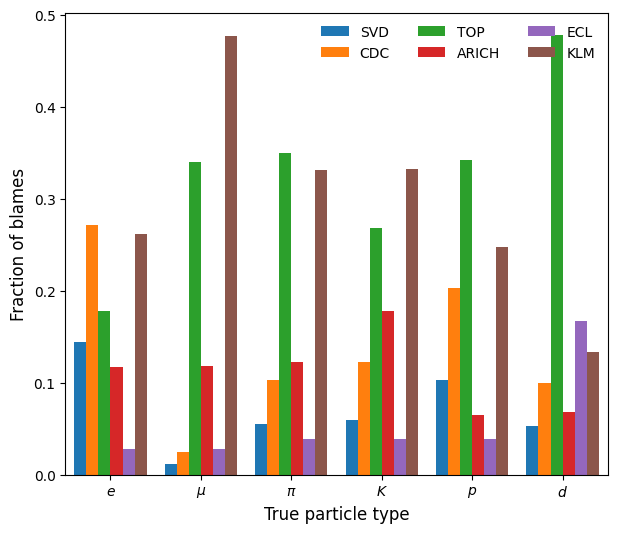 SVD TOP ECL
CDC ARICH KLM
0.5
0.4
0.3
0.2
0.1
0.0
Fraction of blames
e μ π K p d
True particle type